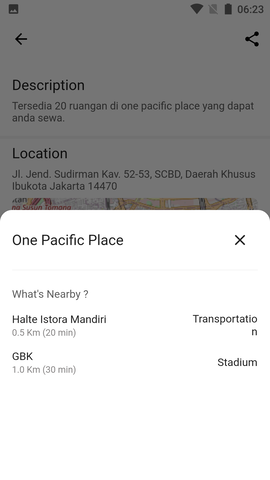 06:23
Description
Tersedia 20 ruangan di one pacific place yang dapat
anda sewa.
Location
Jl. Jend. Sudirman Kav. 52-53, SCBD, Daerah Khusus
Ibukota Jakarta 14470
One Pacific Place
What's Nearby ?
Halte Istora Mandiri
Transportatio
n
0.5 Km (20 min)
GBK
Stadium
1.0 Km (30 min)